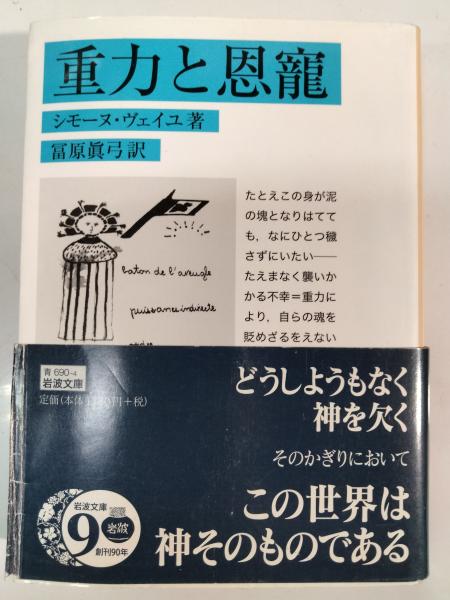 重力と恩寵
シモーヌ・ヴェイユ著
冨原眞弓訳
baton de l'aveugle
puissance indirecte
たとえこの身が泥
の塊となりはてて
も,なにひとつ穢
さずにいたい――
たえまなく襲いか
かる不幸=重力に
より,自らの魂を
貶めざるをえない
青 690-4
岩波文庫
定価(本体
円+税)
どうしようもなく
神を欠く
そのかぎりにおいて
この世界は
神そのものである
岩波文庫
90
岩波
創刊90年